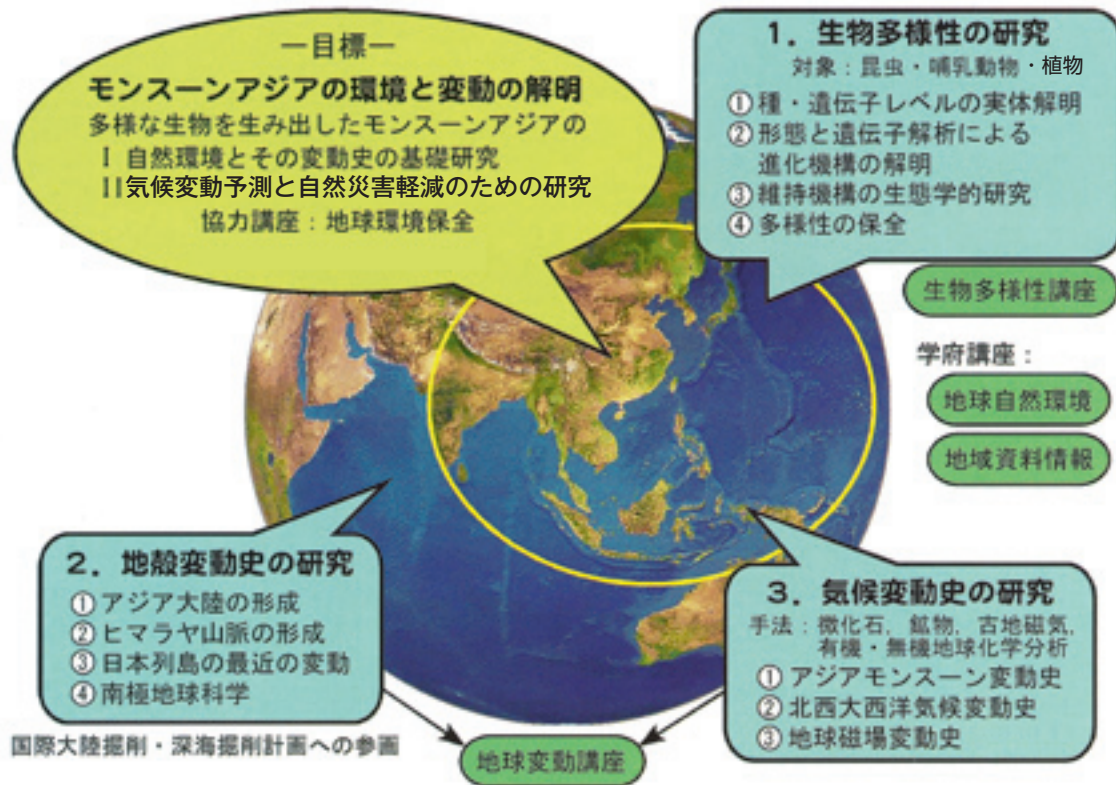 ―目標―
モンスーンアジアの環境と変動の解明
多様な生物を生み出したモンスーンアジアの
I 自然環境とその変動史の基礎研究
II気候変動予測と自然災害軽減のための研究
協力講座：地球環境保全
1．生物多様性の研究
対象：昆虫・哺乳動物・植物
① 種・遺伝子レベルの実体解明
② 形態と遺伝子解析による
進化機構の解明
③ 維持機構の生態学的研究
④ 多様性の保全
生物多様性講座
学府講座：
地球自然環境
地域資料情報
2．地殻変動史の研究
① アジア大陸の形成
② ヒマラヤ山脈の形成
③ 日本列島の最近の変動
④ 南極地球科学
国際大陸掘削・深海掘削計画への参画
3．気候変動史の研究
手法：微化石，鉱物，古地磁気，
有機・無機地球化学分析
① アジアモンスーン変動史
② 北西大西洋気候変動史
③ 地球磁場変動史
地球変動講座